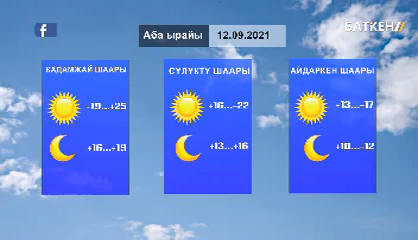 f
Аба ырайы 12.09.2021
БАТКЕН
КАДАМЖАЙ ШААРЫ
-19...+25
+16...+19
СҮЛҮКТҮ ШААРЫ
+16...-22
+13...+16
АЙДАРКЕН ШААРЫ
-13...-17
+10...-12